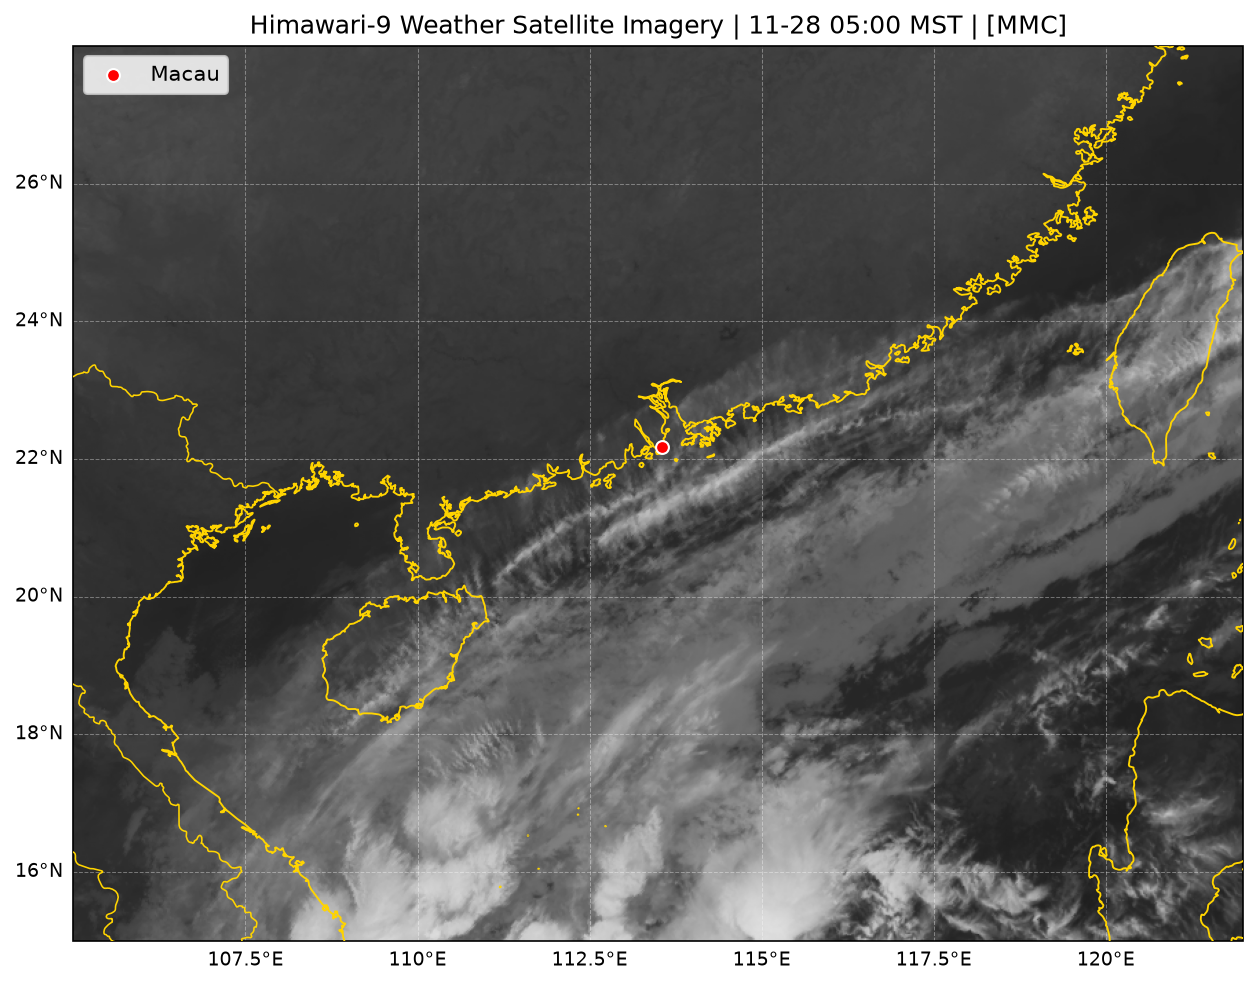 Himawari-9 Weather Satellite Imagery | 11-28 05:00 MST | [MMC]
Macau
26°N
24°N
22°N
20°N
18°N
16°N
107.5°E 110°E 112.5°E 115°E 117.5°E 120°E